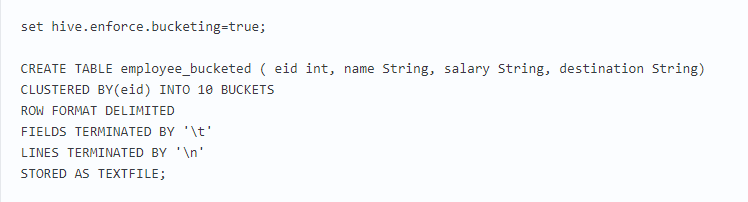 set hive.enforce.bucketing=true;
CREATE TABLE employee_bucketed ( eid int, name String, salary String, destination String)
CLUSTERED BY(eid) INTO 10 BUCKETS
ROW FORMAT DELIMITED
FIELDS TERMINATED BY '\t'
LINES TERMINATED BY '\n'
STORED AS TEXTFILE;